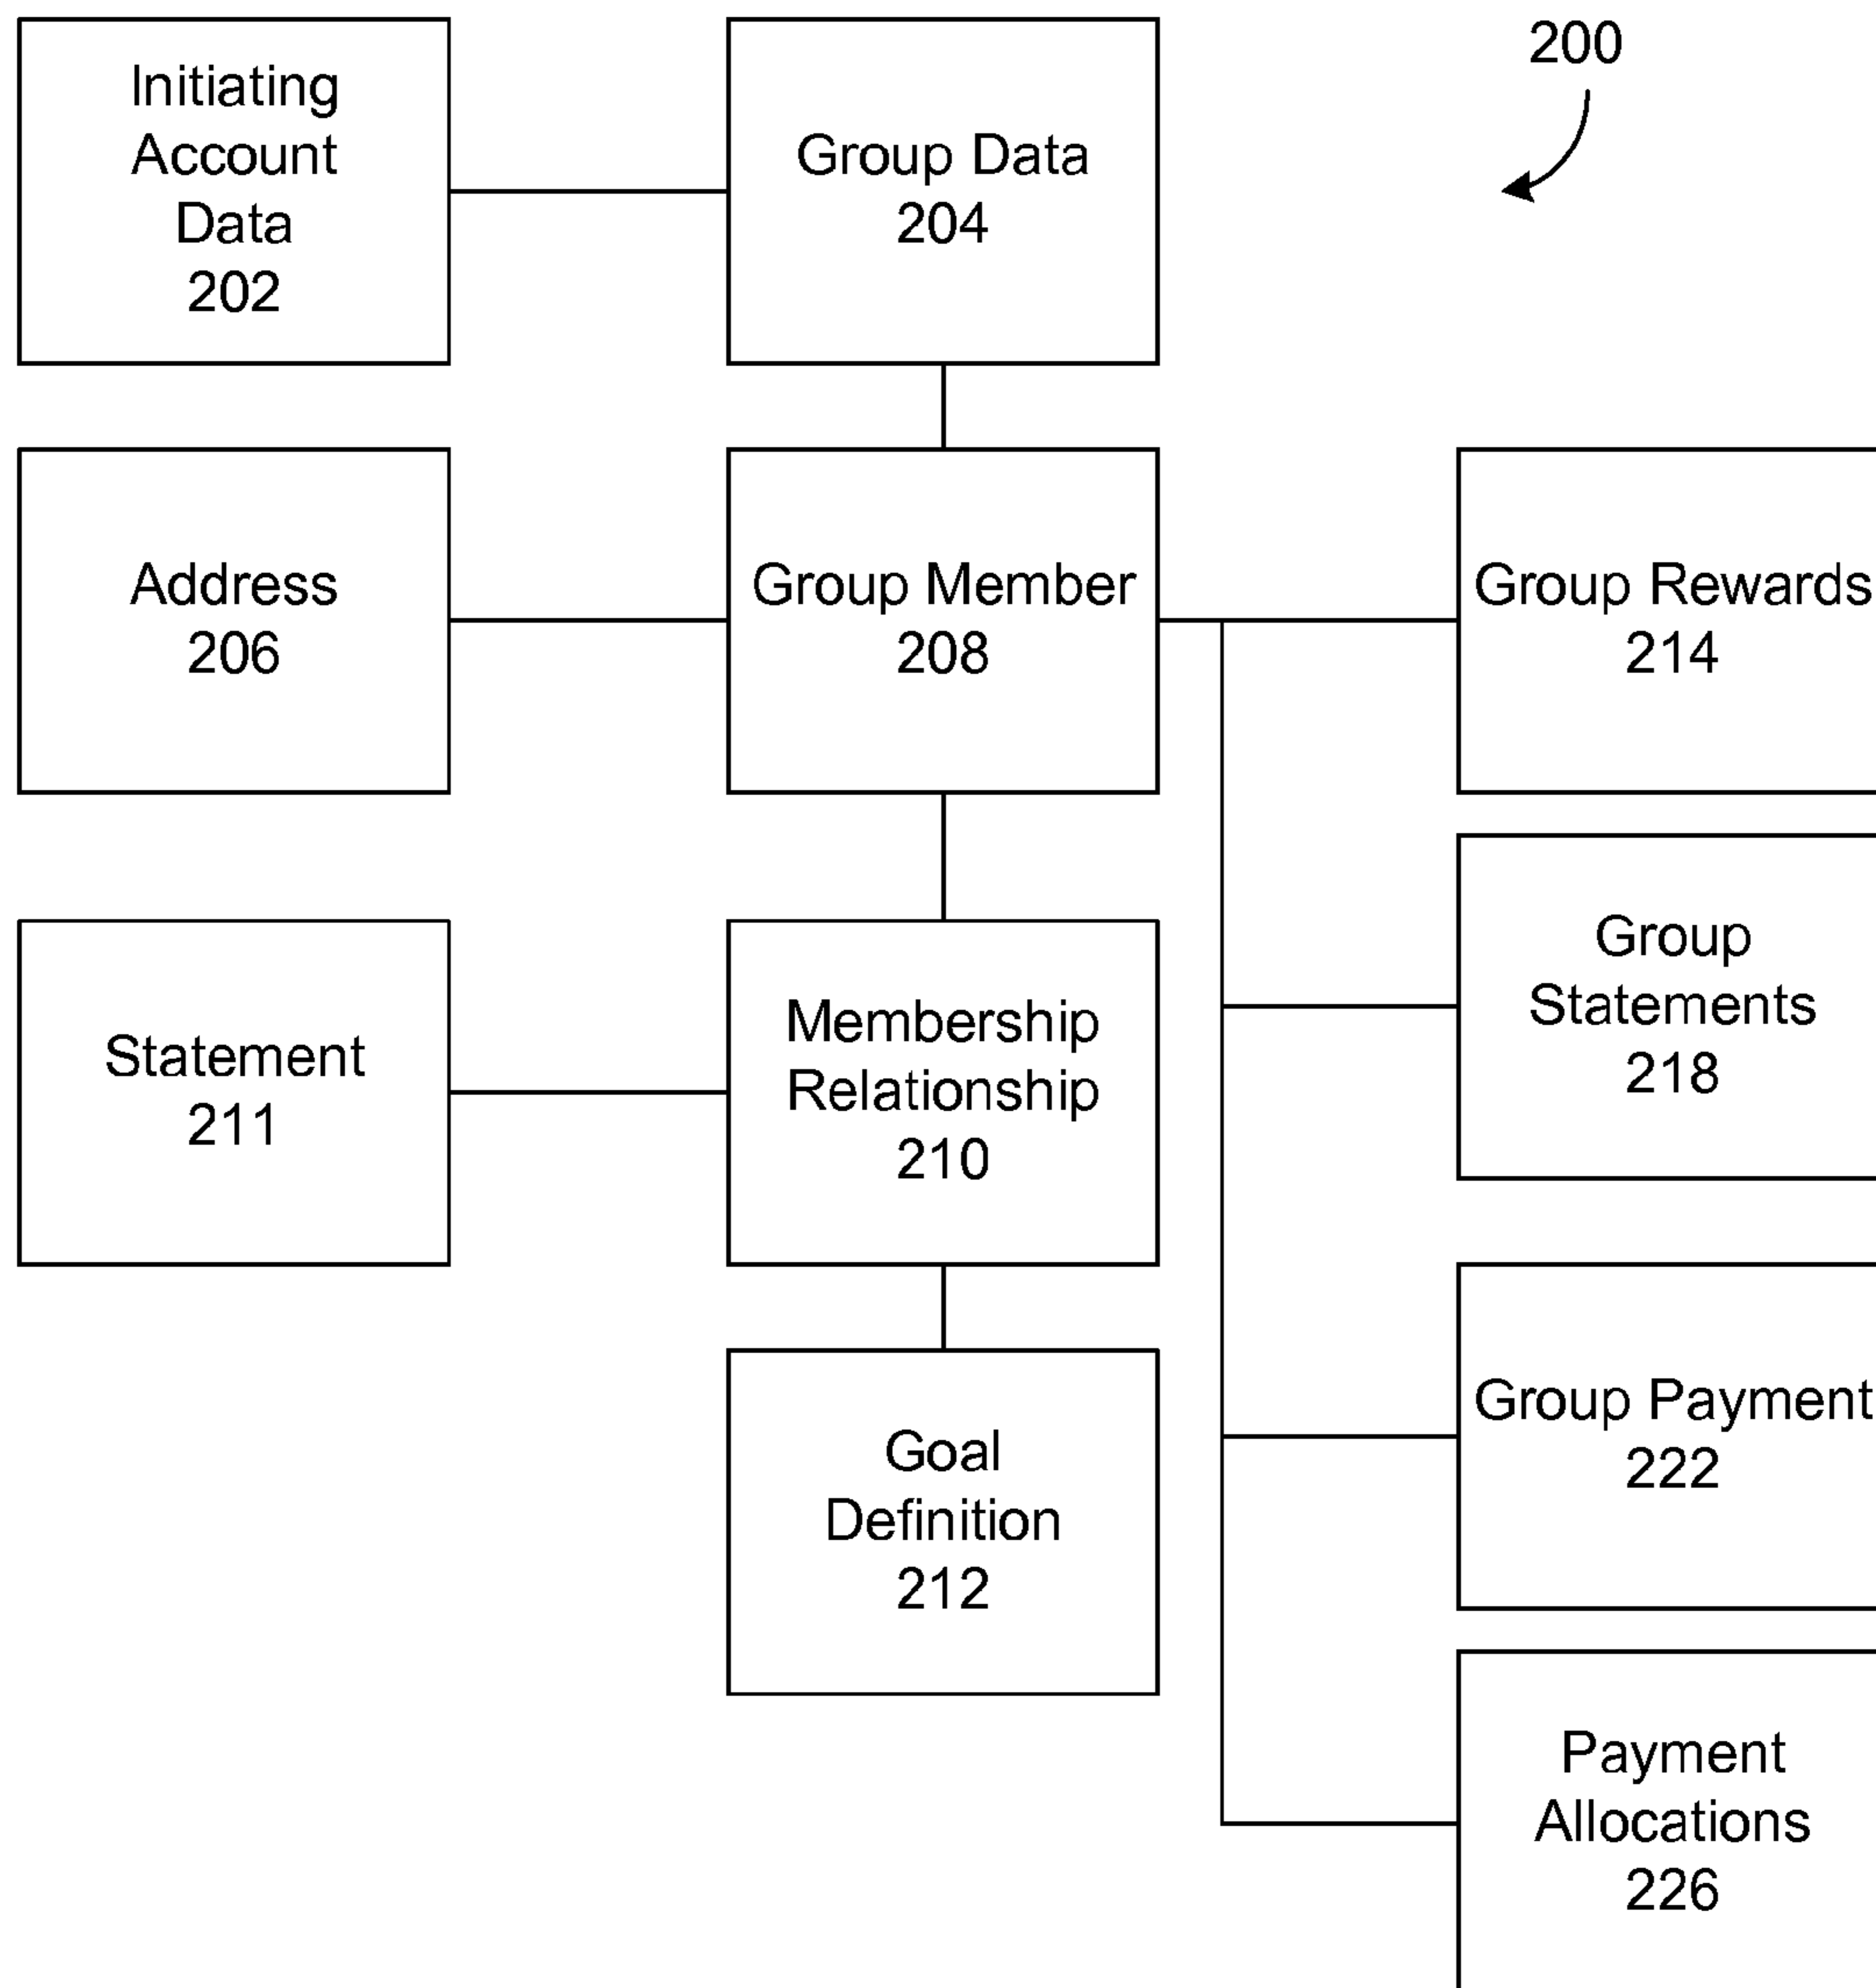 200
Initiating
Account
Data
202
Group Data
204
Address
206
Group Member
208
Group Rewards
214
Statement
211
Membership
Relationship
210
Group
Statements
218
Goal
Definition
212
Group Payment
222
Payment
Allocations
226